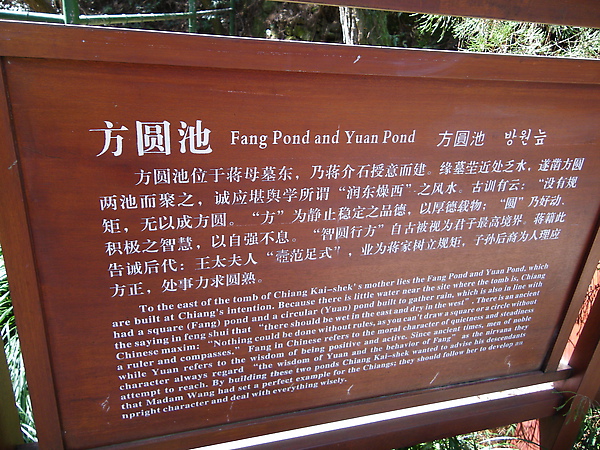 方圆池 Fang Pond and Yuan Pond 方圓池 방원늪
方圆池位于蒋母墓东，乃蒋介石授意而建。缘墓茔近处乏水，遂凿方圆
两池而聚之，诚应堪舆学所谓“润东燥西”之风水。古训有云：“没有规
矩，无以成方圆。“方”为静止稳定之品德，以厚德载物；“圆”乃好动、
积极之智慧，以自强不息。“智圆行方”自古被视为君子最高境界。蒋籍此
告诫后代：王太夫人“壸范足式”，业为蒋家树立规矩，子孙后裔为人理应
方正，处事力求圆熟。
To the east of the tomb of Chiang Kai-shek's mother lies the Fang Pond and Yuan Pond, which
are built at Chiang's intention. Because there is little water near the site where the tomb is, Chiang
had a square (Fang) pond and a circular (Yuan) pond built to gather rain, which is also in line with
the saying in feng shui that “there should be wet in the east and dry in the west”. There is an ancient
Chinese maxim: “Nothing could be done without rules, as you can't draw a square or a circle without
a ruler and compasses.” Fang in Chinese refers to the moral character of quietness and steadiness
while Yuan refers to the wisdom of being positive and active. Since ancient times, men of noble
character always regard “the wisdom of Yuan and the behavior of Fang” as the nirvana they
attempt to reach. By building these two ponds Chiang Kai-shek wanted to advise his descendants
that Madam Wang had set a perfect example for the Chiangs; they should follow her to develop an
upright character and deal with everything wisely.